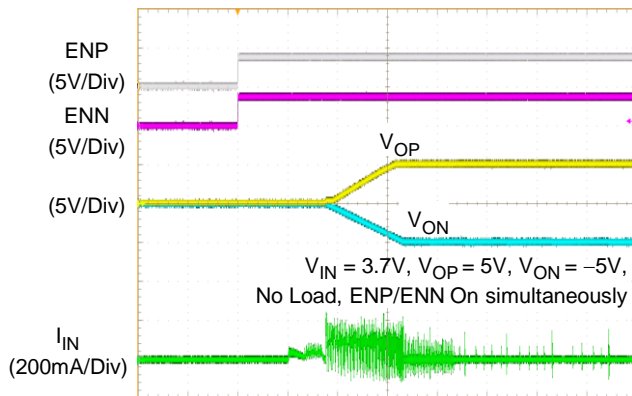 ENP
(5V/Div)
ENN
(5V/Div)
V_OP
(5V/Div)
V_ON
V_IN = 3.7V, V_OP = 5V, V_ON = −5V,
No Load, ENP/ENN On simultaneously
I_IN
(200mA/Div)